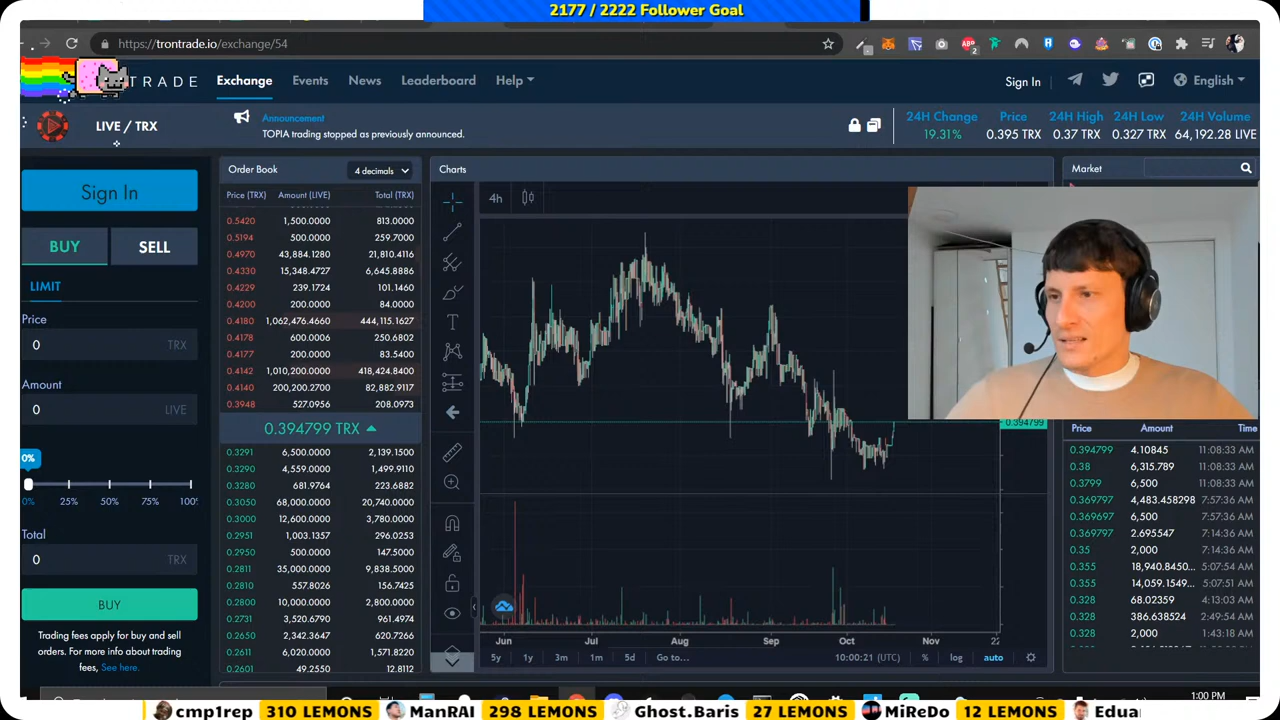 2177 / 2222 Follower Goal
https://trontrade.io/exchange/54
RADE
Exchange
Events
News
Leaderboard
Help
Sign In
English
LIVE / TRX
Announcement
TOPIA trading stopped as previously announced.
24H Change Price 24H High 24H Low 24H Volume
19.31% 0.395 TRX 0.37 TRX 0.327 TRX 64,192.28 LIVE
Sign In
BUY SELL
LIMIT
Price
0 TRX
Amount
0 LIVE
0%
0% 25% 50% 75% 100%
Total
0 TRX
BUY
Trading fees apply for buy and sell
orders. For more info about trading
fees, See here.
Order Book 4 decimals
Price (TRX) Amount (LIVE) Total (TRX)
0.5420 1,500.0000 813.0000
0.5194 500.0000 259.7000
0.4970 43,884.1280 21,810.4116
0.4330 15,348.4727 6,645.8886
0.4229 239.1724 101.1460
0.4200 200.0000 84.0000
0.4180 1,062,476.4660 444,115.1627
0.4178 600.0006 250.6802
0.4177 200.0000 83.5400
0.4142 1,010,200.0000 418,424.8400
0.4140 200,200.2700 82,882.9117
0.3948 527.0956 208.0973
0.394799 TRX
0.3291 6,500.0000 2,139.1500
0.3290 4,559.0000 1,499.9110
0.3280 681.9764 223.6882
0.3050 68,000.0000 20,740.0000
0.3000 12,600.0000 3,780.0000
0.2951 1,003.1357 296.0253
0.2950 500.0000 147.5000
0.2811 35,000.0000 9,838.5000
0.2810 557.8026 156.7425
0.2800 10,000.0000 2,800.0000
0.2731 3,520.6790 961.4974
0.2650 2,342.3647 620.7266
0.2611 6,020.0000 1,571.8220
0.2601 49.2550 12.8112
Charts
4h
0.394799
Jun Jul Aug Sep Oct Nov 22
5y 1y 3m 1m 5d Go to... 10:00:21 (UTC) % log auto
Market
Price Amount Time
0.394799 4.10845 11:08:33 AM
0.38 6,315.789 11:08:33 AM
0.3799 6,500 11:08:33 AM
0.369797 4,483.458298 7:57:36 AM
0.369697 6,500 7:57:36 AM
0.369797 2.695547 7:14:36 AM
0.35 2,000 7:14:36 AM
0.355 18,940.8450... 5:07:54 AM
0.355 14,059.1549... 5:07:51 AM
0.328 68.02359 4:13:03 AM
0.328 386.638524 2:49:54 AM
0.328 2,000 1:43:18 AM
1:00 PM
cmp1rep 310 LEMONS ManRAI 298 LEMONS Ghost.Baris 27 LEMONS MiReDo 12 LEMONS Edua